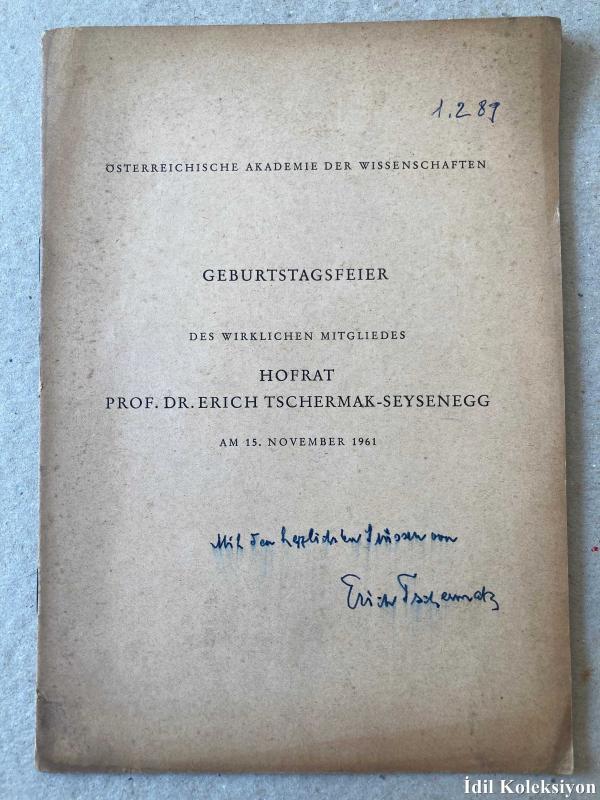 1.2 89
ÖSTERREICHISCHE AKADEMIE DER WISSENSCHAFTEN
GEBURTSTAGSFEIER
DES WIRKLICHEN MITGLIEDES
HOFRAT
PROF. DR. ERICH TSCHERMAK-SEYSENEGG
AM 15. NOVEMBER 1961
Mit den herzlichsten Grüssen von
Erich Tschermak
İdil Koleksiyon